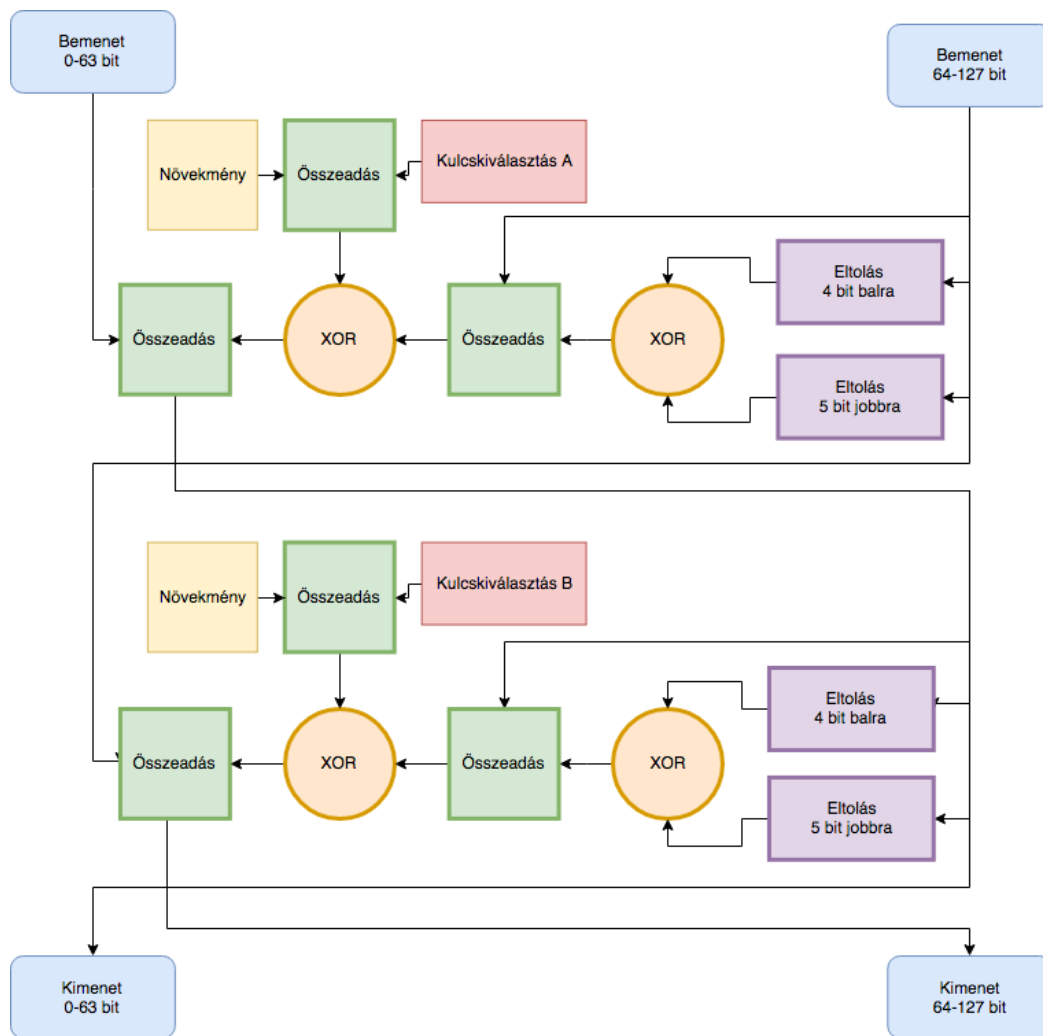 Bemenet
0-63 bit
Bemenet
64-127 bit
Növekmény
Összeadás
Kulcskiválasztás A
Összeadás
XOR
Összeadás
XOR
Eltolás
4 bit balra
Eltolás
5 bit jobbra
Növekmény
Összeadás
Kulcskiválasztás B
Összeadás
XOR
Összeadás
XOR
Eltolás
4 bit balra
Eltolás
5 bit jobbra
Kimenet
0-63 bit
Kimenet
64-127 bit